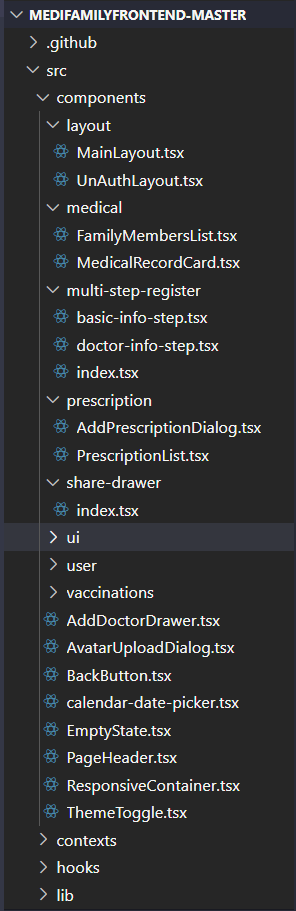 MEDIFAMILYFRONTEND-MASTER
.github
src
components
layout
MainLayout.tsx
UnAuthLayout.tsx
medical
FamilyMembersList.tsx
MedicalRecordCard.tsx
multi-step-register
basic-info-step.tsx
doctor-info-step.tsx
index.tsx
prescription
AddPrescriptionDialog.tsx
PrescriptionList.tsx
share-drawer
index.tsx
ui
user
vaccinations
AddDoctorDrawer.tsx
AvatarUploadDialog.tsx
BackButton.tsx
calendar-date-picker.tsx
EmptyState.tsx
PageHeader.tsx
ResponsiveContainer.tsx
ThemeToggle.tsx
contexts
hooks
lib